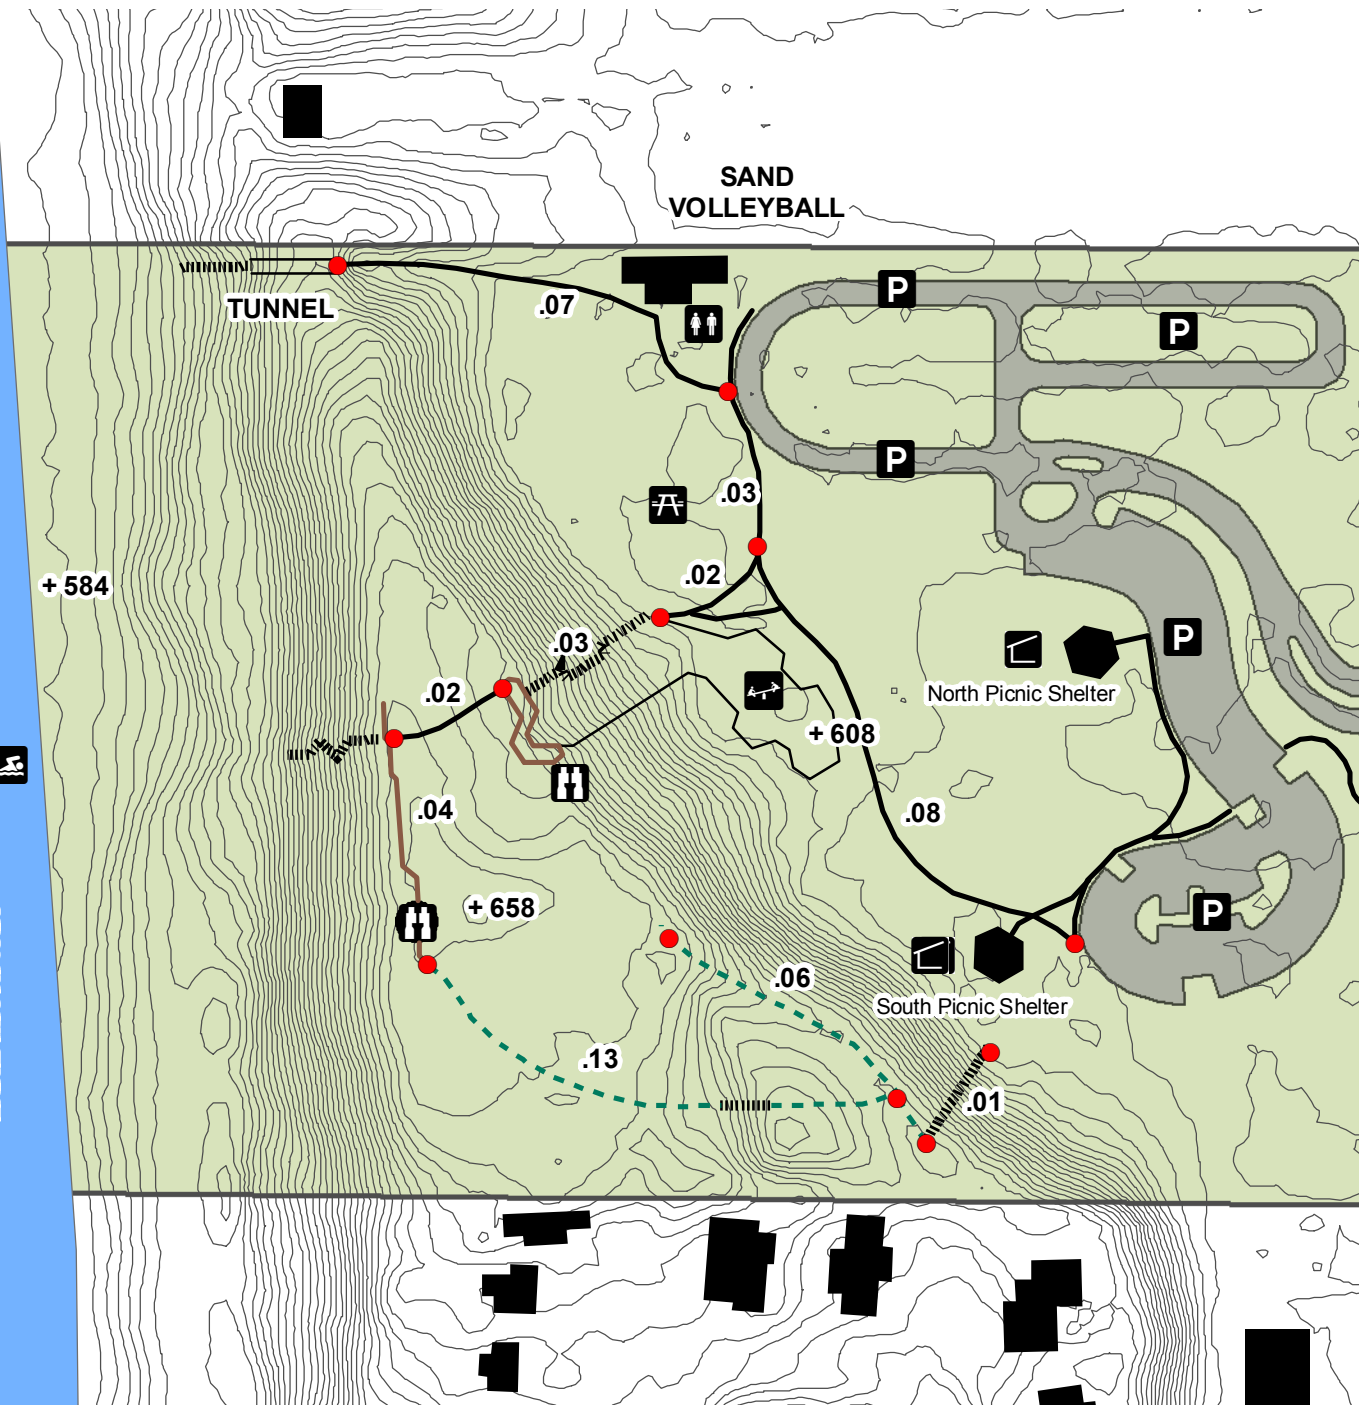 SAND
VOLLEYBALL
P
TUNNEL
.07
P
P
.03
.02
+ 584
.03
P
North Picnic Shelter
.02
+ 608
.04
.08
+ 658
P
.06
South Picnic Shelter
.13
.01